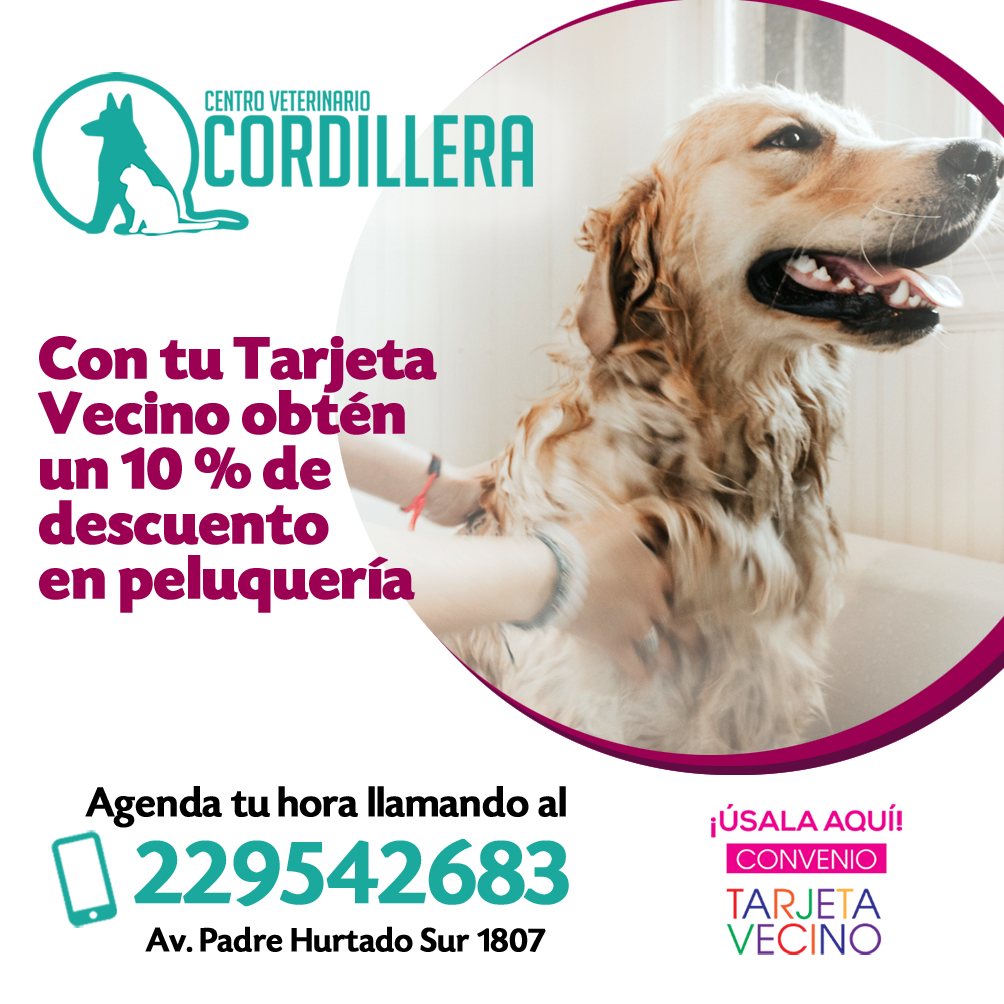 CENTRO VETERINARIO
CORDILLERA
Con tu Tarjeta
Vecino obtén
un 10 % de
descuento
en peluquería
Agenda tu hora llamando al
229542683
Av. Padre Hurtado Sur 1807
¡ÚSALA AQUÍ!
CONVENIO
TARJETA
VECINO